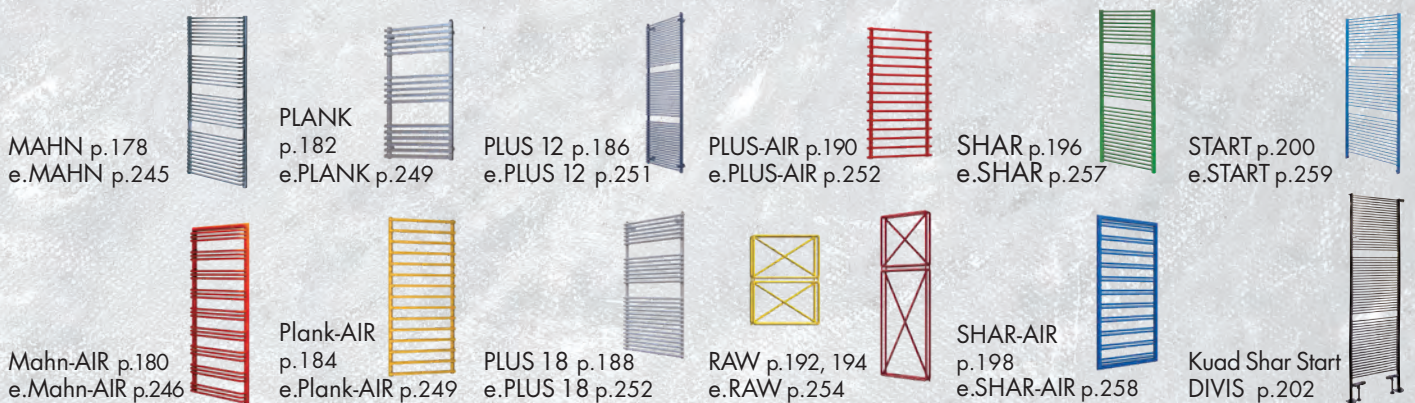 MAHN p.178
e.MAHN p.245
PLANK
p.182
e.PLANK p.249
PLUS 12 p.186
e.PLUS 12 p.251
PLUS-AIR p.190
e.PLUS-AIR p.252
SHAR p.196
e.SHAR p.257
START p.200
e.START p.259
Mahn-AIR p.180
e.Mahn-AIR p.246
Plank-AIR
p.184
e.Plank-AIR p.249
PLUS 18 p.188
e.PLUS 18 p.252
RAW p.192, 194
e.RAW p.254
SHAR-AIR
p.198
e.SHAR-AIR p.258
Kuad Shar Start
DIVIS p.202